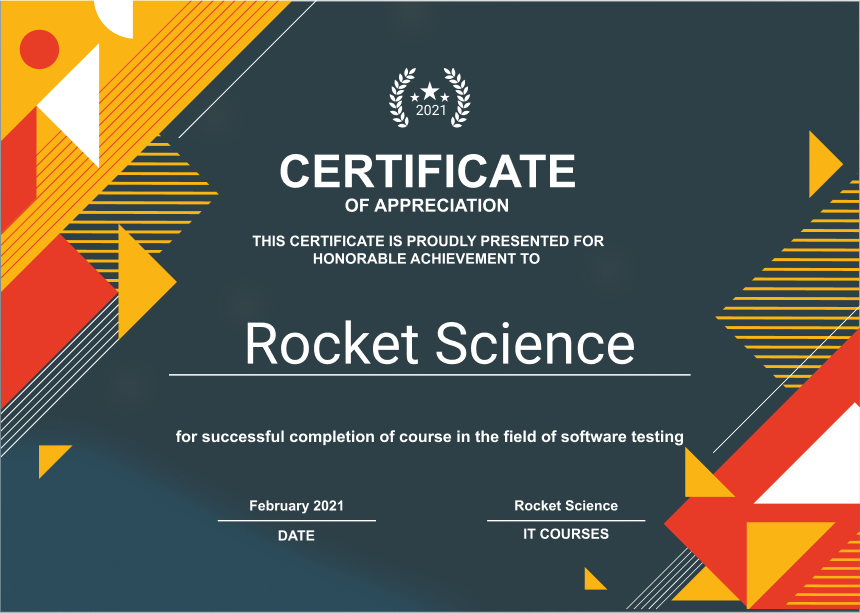 2021
CERTIFICATE
OF APPRECIATION
THIS CERTIFICATE IS PROUDLY PRESENTED FOR
HONORABLE ACHIEVEMENT TO
Rocket Science
for successful completion of course in the field of software testing
February 2021
DATE
Rocket Science
IT COURSES